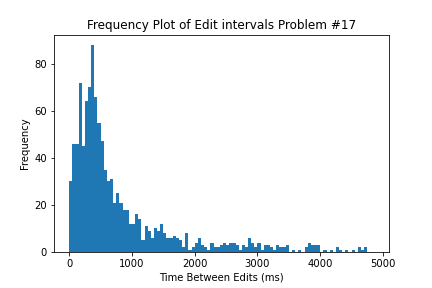 Frequency Plot of Edit intervals Problem #17
80
60
40
20
0
Frequency
0 1000 2000 3000 4000 5000
Time Between Edits (ms)